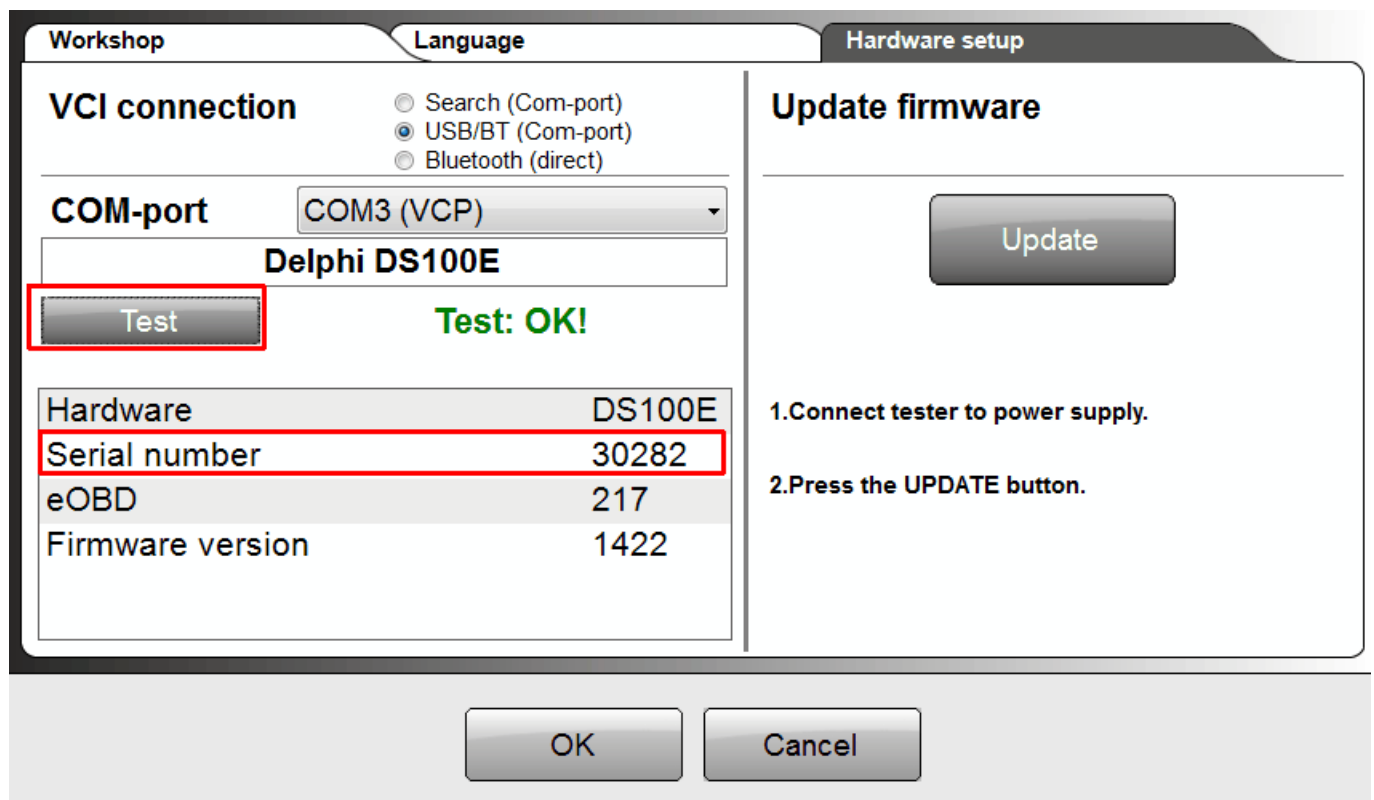 Workshop
Language
Hardware setup
VCI connection
Search (Com-port)
USB/BT (Com-port)
Bluetooth (direct)
COM-port
COM3 (VCP)
Delphi DS100E
Test
Test: OK!
Hardware DS100E
Serial number 30282
eOBD 217
Firmware version 1422
Update firmware
Update
1.Connect tester to power supply.
2.Press the UPDATE button.
OK
Cancel